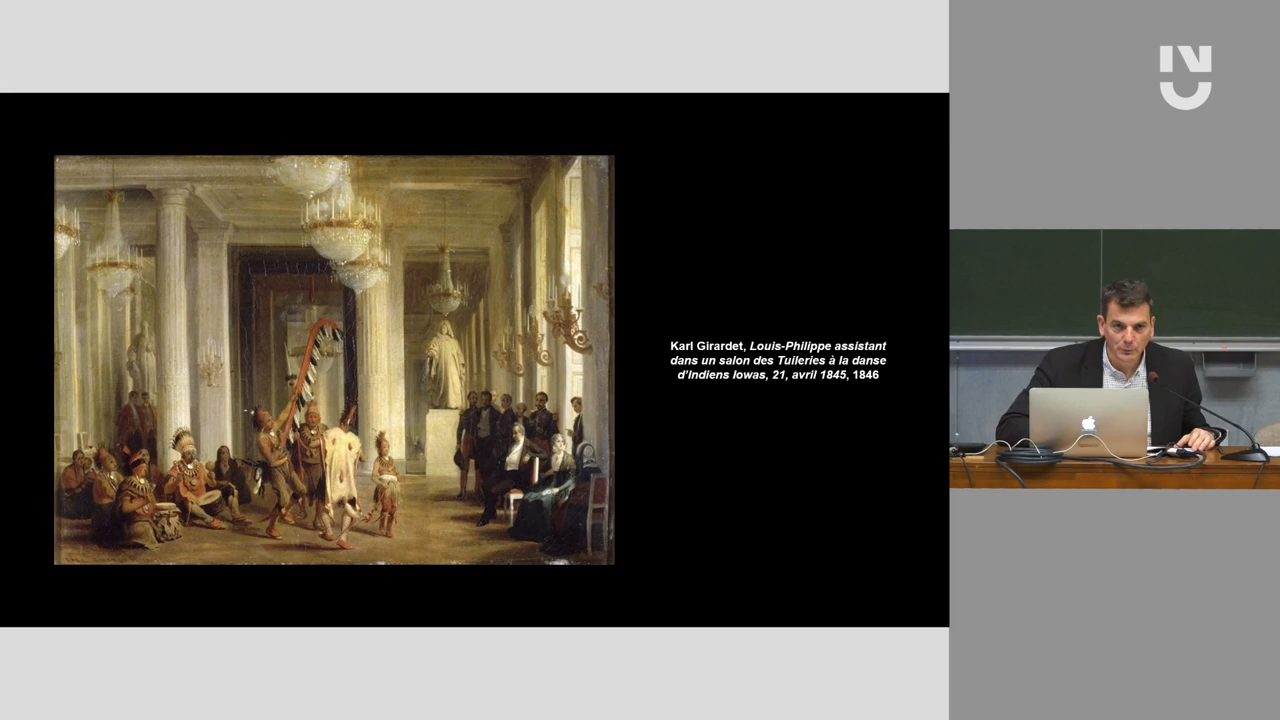 Karl Girardet, Louis-Philippe assistant
dans un salon des Tuileries à la danse
d'Indiens Iowas, 21, avril 1845, 1846